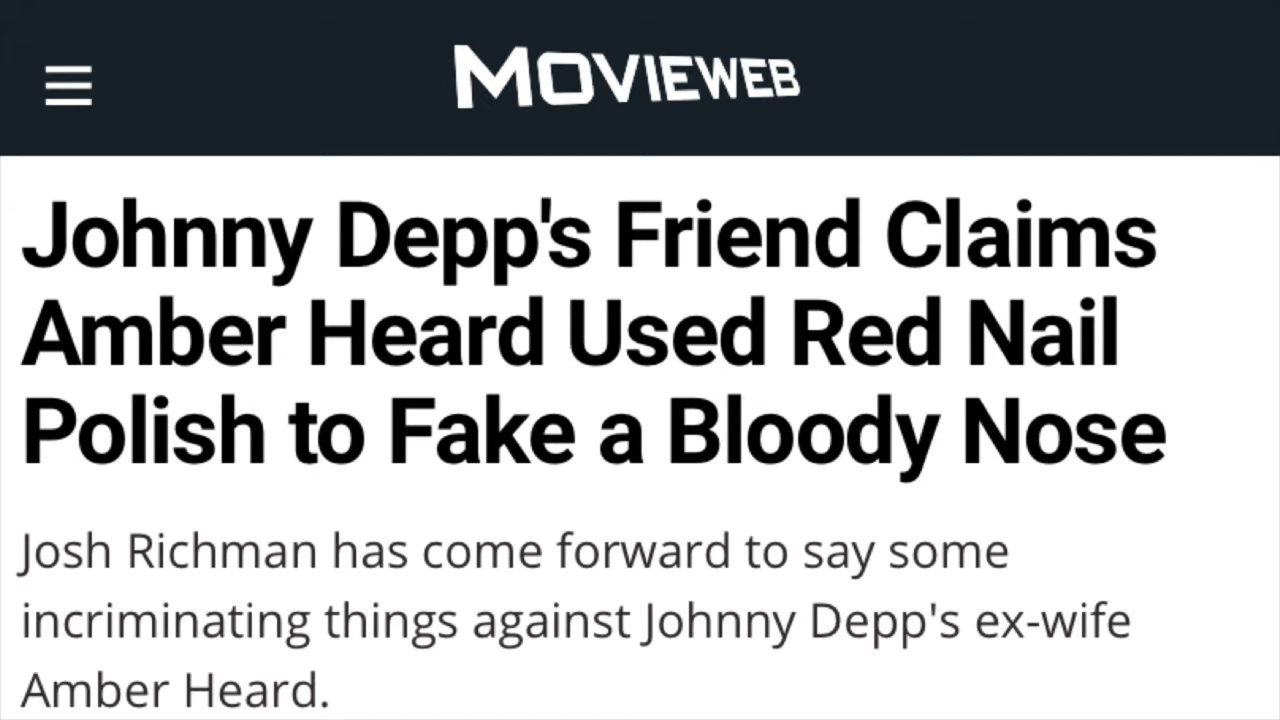 MOVIEWEB
Johnny Depp's Friend Claims
Amber Heard Used Red Nail
Polish to Fake a Bloody Nose
Josh Richman has come forward to say some
incriminating things against Johnny Depp's ex-wife
Amber Heard.